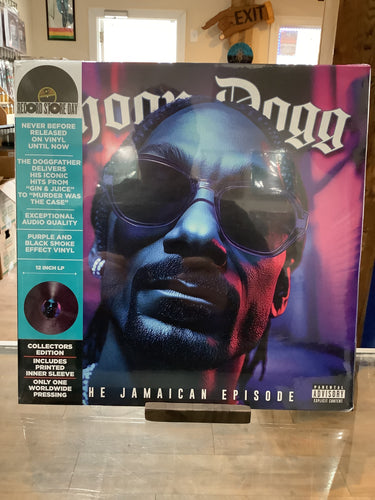 EXIT
RECORD STORE DAY
noop Dogg
NEVER BEFORE
RELEASED
ON VINYL
UNTIL NOW
THE DOGGFATHER
DELIVERS
HIS ICONIC
HITS FROM
"GIN & JUICE"
TO "MURDER WAS
THE CASE"
EXCEPTIONAL
AUDIO QUALITY
PURPLE AND
BLACK SMOKE
EFFECT VINYL
12 INCH LP
COLLECTORS
EDITION
INCLUDES
PRINTED
INNER SLEEVE
ONLY ONE
WORLDWIDE
PRESSING
HE JAMAICAN EPISODE
PARENTAL
ADVISORY
EXPLICIT CONTENT